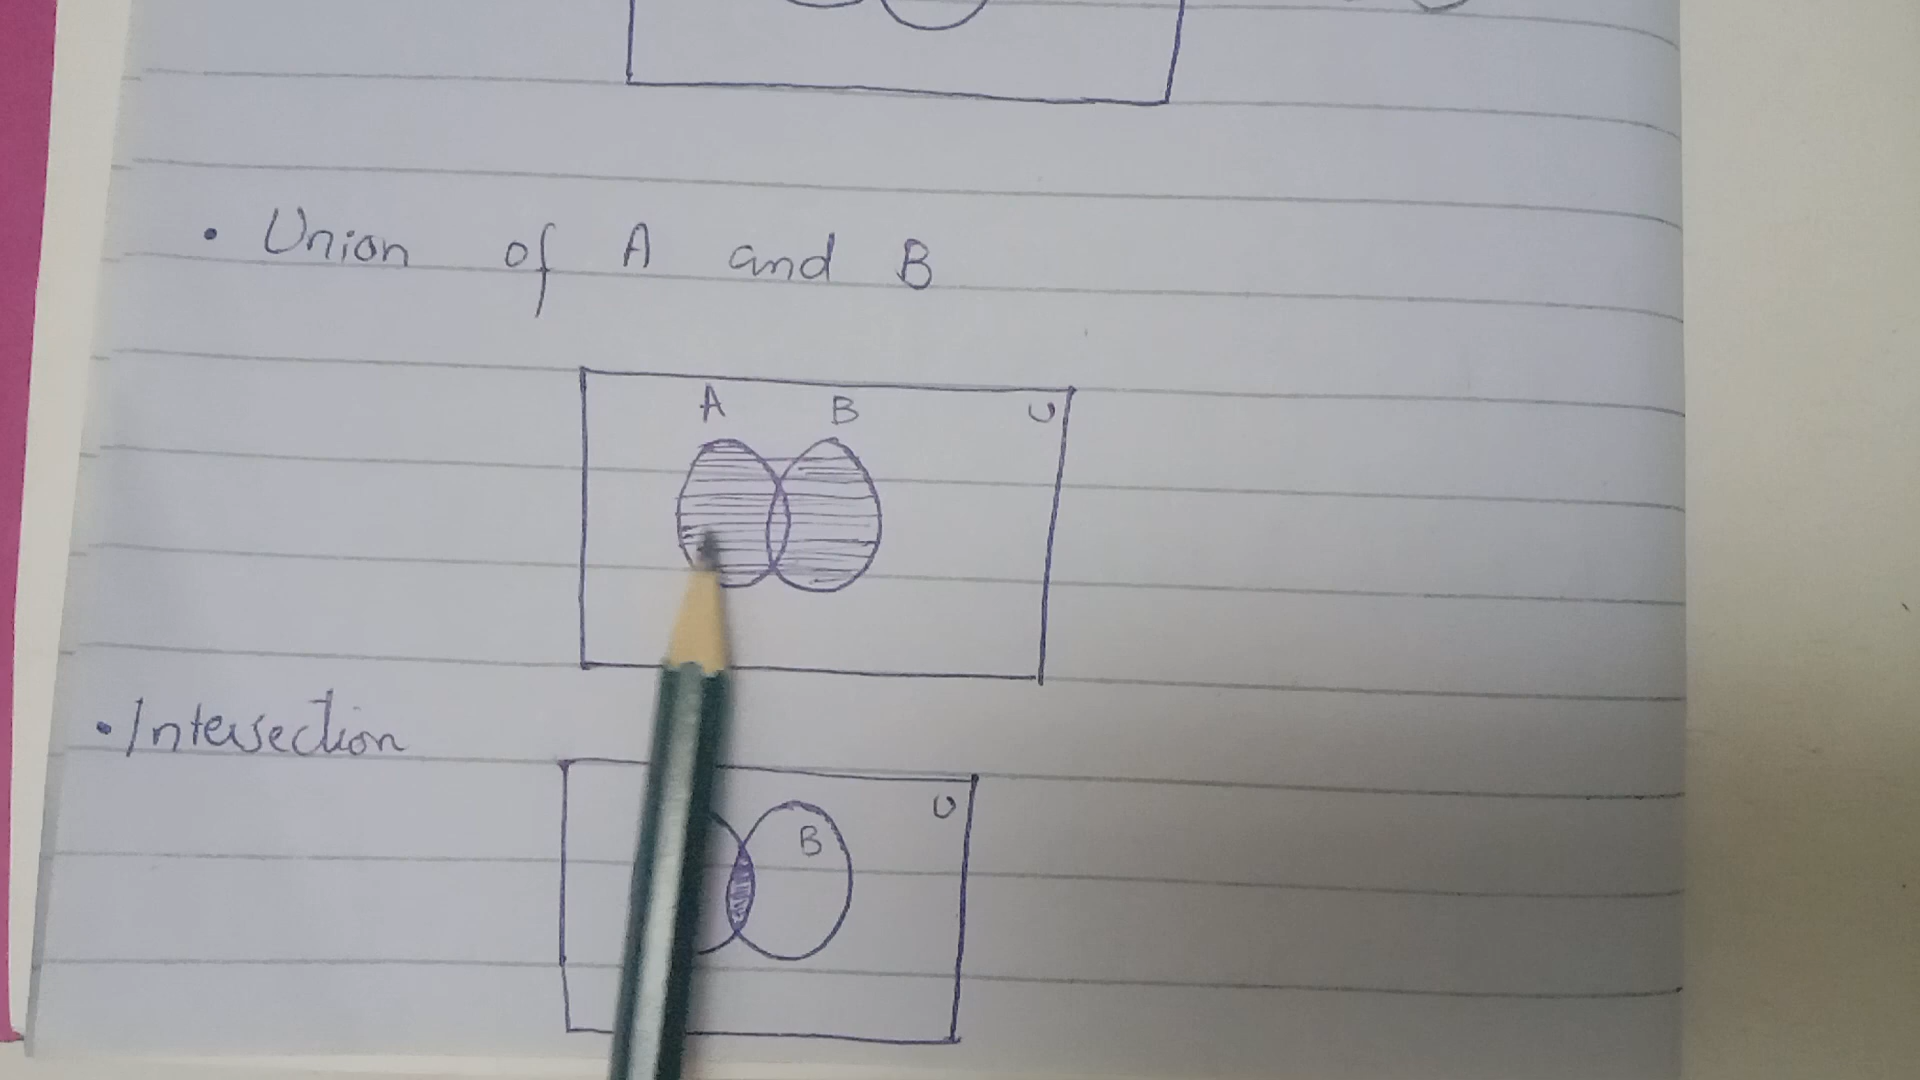 • Union of A and B
A B U
• Intersection
U
B